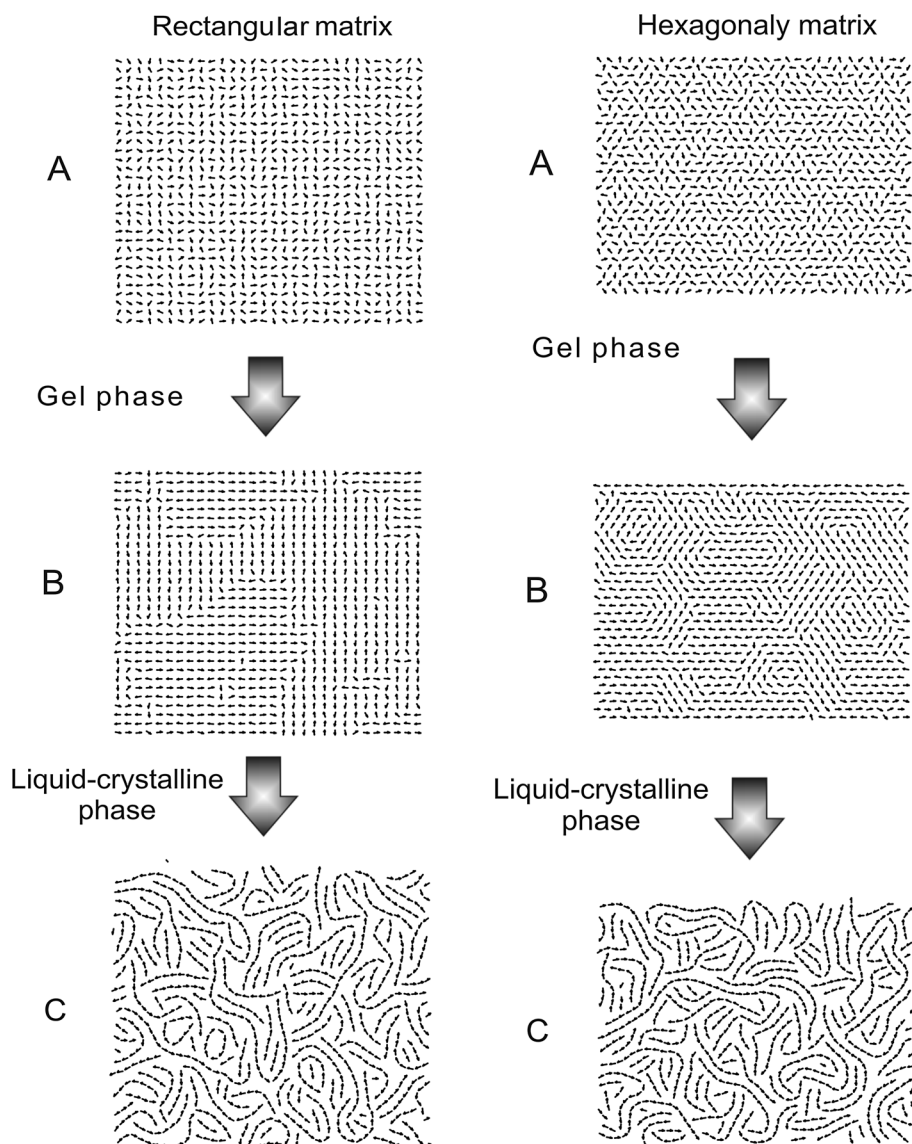 Rectangular matrix
A
Gel phase
B
Liquid-crystalline
phase
C
Hexagonaly matrix
A
Gel phase
B
Liquid-crystalline
phase
C